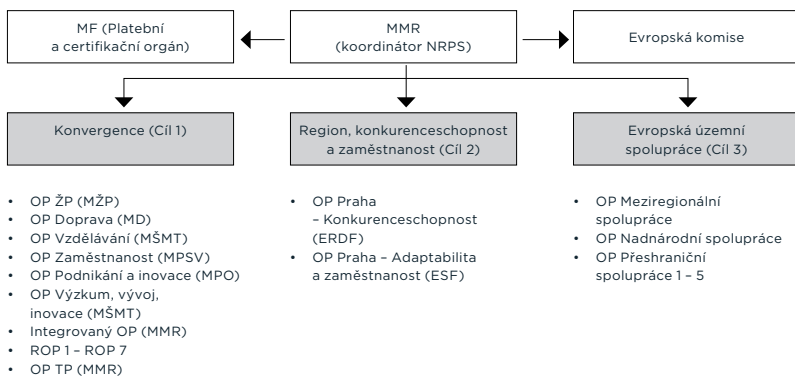 MF (Platební
a certifikační orgán)
MMR
(koordinátor NRPS)
Evropská komise
Konvergence (Cíl 1)
Region, konkurenceschopnost
a zaměstnanost (Cíl 2)
Evropská územní
spolupráce (Cíl 3)
• OP ŽP (MŽP)
• OP Doprava (MD)
• OP Vzdělávání (MŠMT)
• OP Zaměstnanost (MPSV)
• OP Podnikání a inovace (MPO)
• OP Výzkum, vývoj,
inovace (MŠMT)
• Integrovaný OP (MMR)
• ROP 1 – ROP 7
• OP TP (MMR)
• OP Praha
– Konkurenceschopnost
(ERDF)
• OP Praha – Adaptabilita
a zaměstnanost (ESF)
• OP Meziregionální
spolupráce
• OP Nadnárodní spolupráce
• OP Přeshraniční
spolupráce 1 – 5